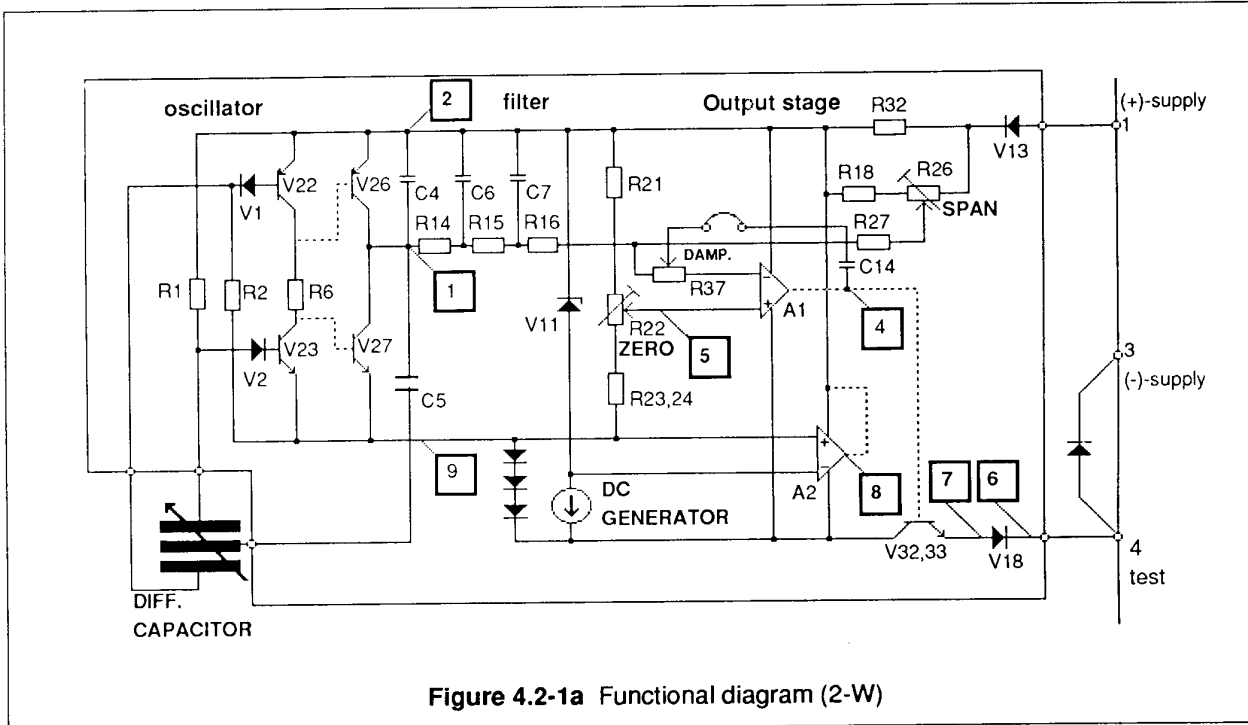 2
oscillator filter Output stage
R32 (+)-supply
1
V13
V22 V26 C4 C6 C7 R21 R18 R26
V1 SPAN
R14 R15 R16 R27
DAMP. C14
R1 R2 R6 1 R37 A1
V11 R22 4
ZERO 5
V23 V27 3
V2 (-)-supply
C5 R23,24
9 A2 8 7 6
DC
GENERATOR
V32,33 V18 4
test
DIFF.
CAPACITOR
Figure 4.2-1a Functional diagram (2-W)